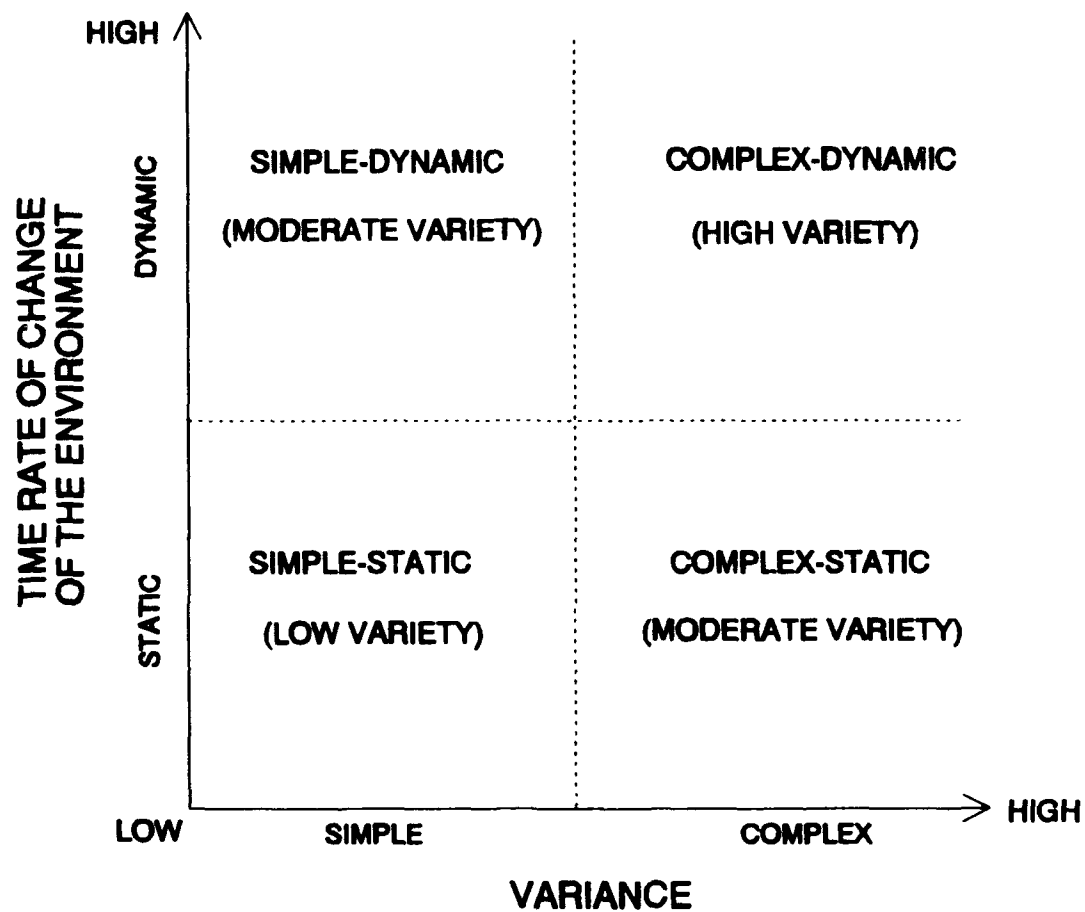 HIGH
TIME RATE OF CHANGE
OF THE ENVIRONMENT
DYNAMIC
STATIC
SIMPLE-DYNAMIC
(MODERATE VARIETY)
COMPLEX-DYNAMIC
(HIGH VARIETY)
SIMPLE-STATIC
(LOW VARIETY)
COMPLEX-STATIC
(MODERATE VARIETY)
LOW
SIMPLE
COMPLEX
HIGH
VARIANCE